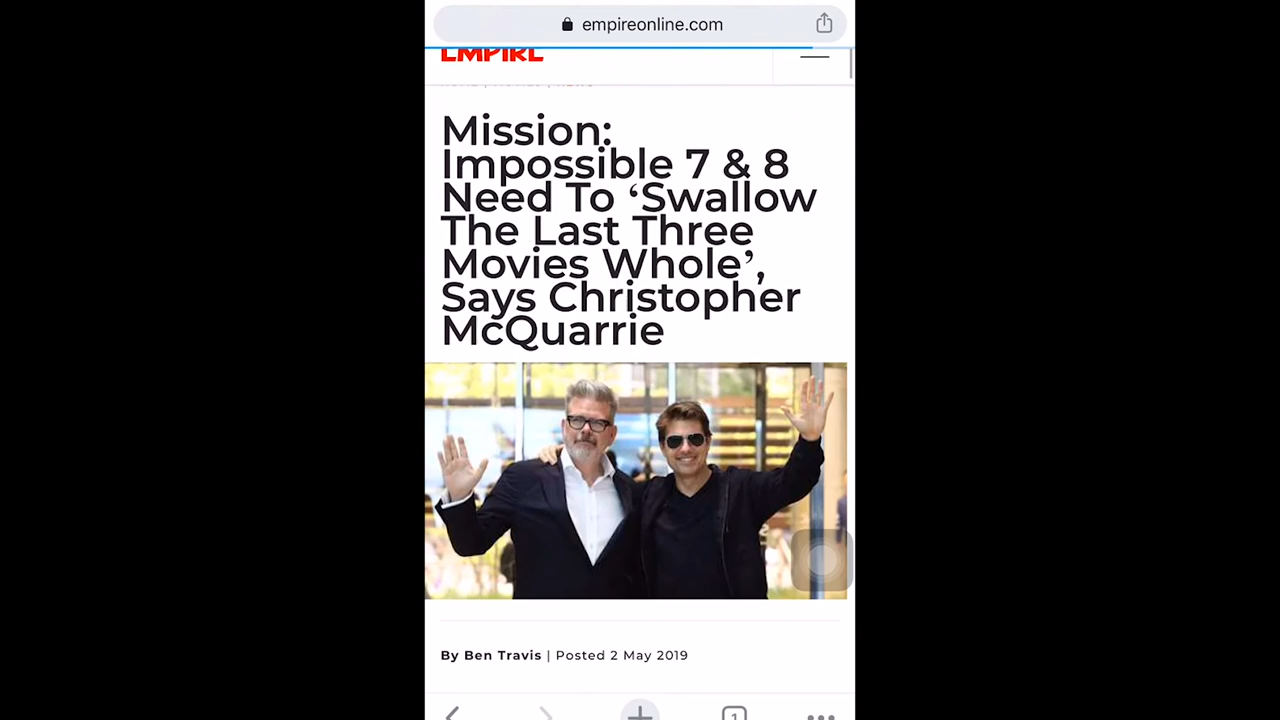 empireonline.com
EMPIRE
Mission:
Impossible 7 & 8
Need To ‘Swallow
The Last Three
Movies Whole’,
Says Christopher
McQuarrie
By Ben Travis | Posted 2 May 2019
1